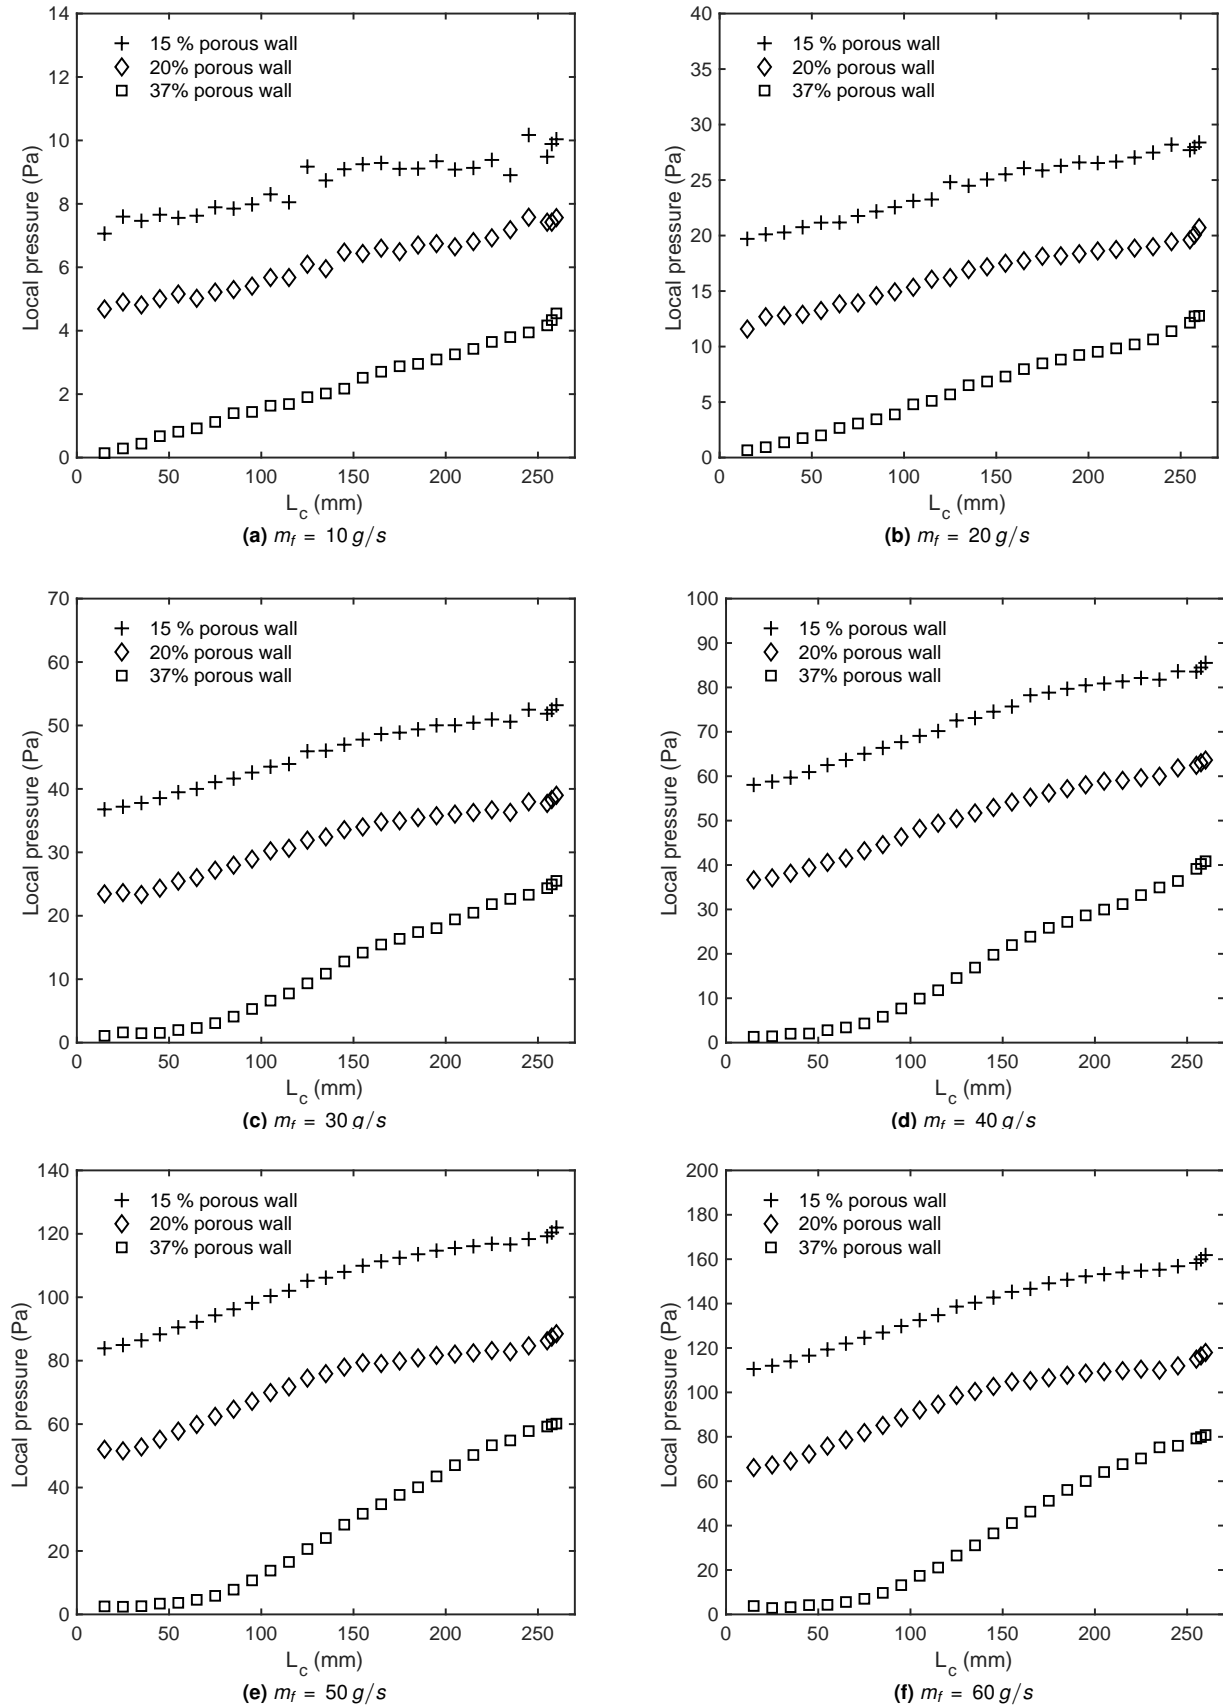 14
12
10
8
6
4
2
0
Local pressure (Pa)
15 % porous wall
20% porous wall
37% porous wall
0 50 100 150 200 250
L_c (mm)
(a) m_f = 10 g/s
40
35
30
25
20
15
10
5
0
Local pressure (Pa)
15 % porous wall
20% porous wall
37% porous wall
0 50 100 150 200 250
L_c (mm)
(b) m_f = 20 g/s
70
60
50
40
30
20
10
0
Local pressure (Pa)
15 % porous wall
20% porous wall
37% porous wall
0 50 100 150 200 250
L_c (mm)
(c) m_f = 30 g/s
100
90
80
70
60
50
40
30
20
10
0
Local pressure (Pa)
15 % porous wall
20% porous wall
37% porous wall
0 50 100 150 200 250
L_c (mm)
(d) m_f = 40 g/s
140
120
100
80
60
40
20
0
Local pressure (Pa)
15 % porous wall
20% porous wall
37% porous wall
0 50 100 150 200 250
L_c (mm)
(e) m_f = 50 g/s
200
180
160
140
120
100
80
60
40
20
0
Local pressure (Pa)
15 % porous wall
20% porous wall
37% porous wall
0 50 100 150 200 250
L_c (mm)
(f) m_f = 60 g/s